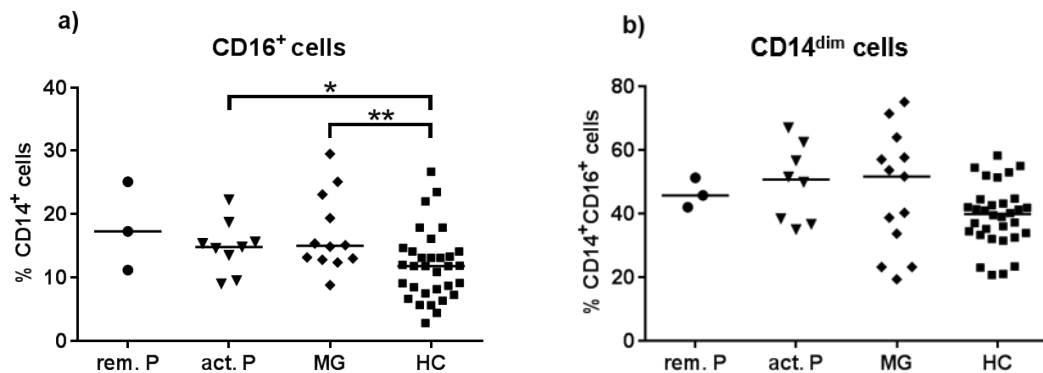 a)
CD16⁺ cells
% CD14⁺ cells
40
30
20
10
0
*
**
rem. P
act. P
MG
HC
b)
CD14ᵈⁱᵐ cells
% CD14⁺CD16⁺ cells
80
60
40
20
0
rem. P
act. P
MG
HC